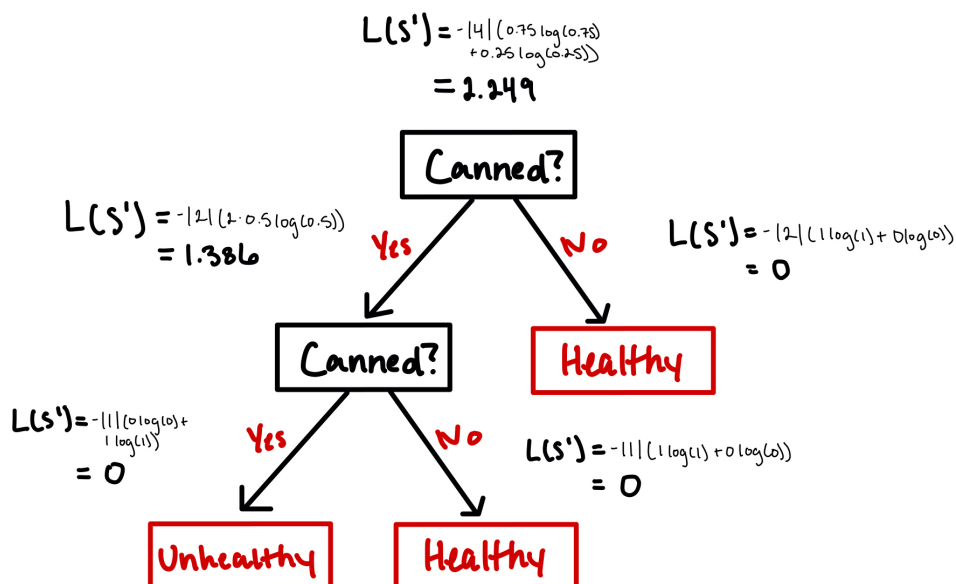 L(S') = -|4|(0.75 log(0.75)
+0.25 log(0.25))
= 2.249
Canned?
L(S') = -|2|(2·0.5 log(0.5))
= 1.386
Yes
No
L(S') = -|2|(1 log(1) + 0 log(0))
= 0
Canned?
Healthy
L(S') = -|1|(0 log(0) +
1 log(1))
= 0
Yes
No
L(S') = -|1|(1 log(1) + 0 log(0))
= 0
Unhealthy
Healthy